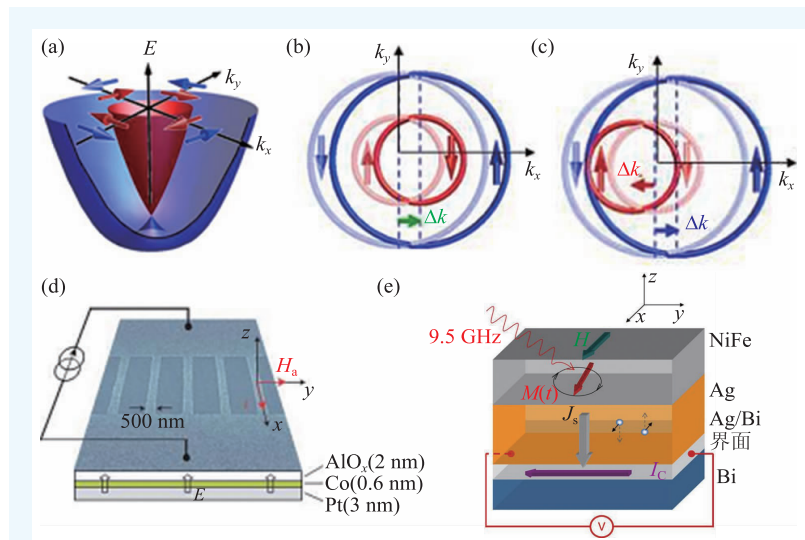 (a)
E
k_y
k_x
(b)
k_y
k_x
Δk
(c)
k_y
k_x
Δk
Δk
(d)
z
H_a
y
x
500 nm
AlO_x(2 nm)
Co(0.6 nm)
E
Pt(3 nm)
(e)
z
x
y
9.5 GHz
H
NiFe
M(t)
Ag
J_s
Ag/Bi
界面
I_C
Bi
V